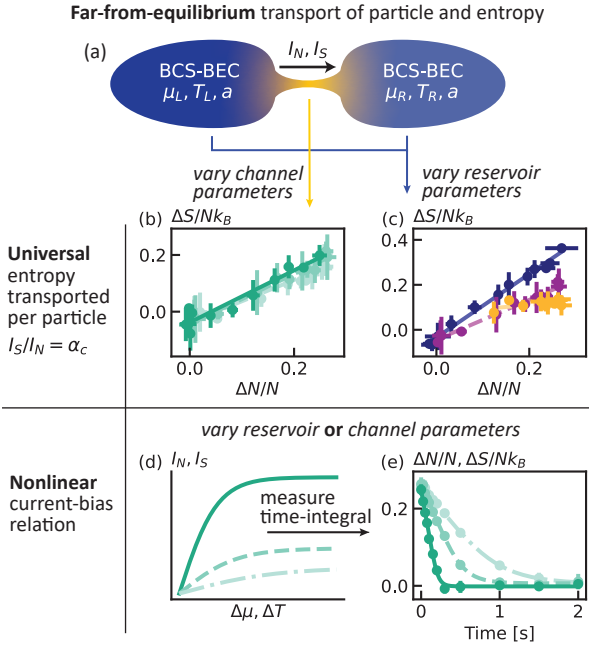 Far-from-equilibrium transport of particle and entropy
(a)
I_N, I_S
BCS-BEC
μ_L, T_L, a
BCS-BEC
μ_R, T_R, a
vary channel
parameters
vary reservoir
parameters
Universal
entropy
transported
per particle
I_S/I_N = α_c
(b) ΔS/Nk_B
0.2
0.0
0.0 0.2
ΔN/N
(c) ΔS/Nk_B
0.4
0.2
0.0
0.0 0.2
ΔN/N
vary reservoir or channel parameters
Nonlinear
current-bias
relation
(d) I_N, I_S
Δμ, ΔT
measure
time-integral
(e) ΔN/N, ΔS/Nk_B
0.2
0.0
0 1 2
Time [s]